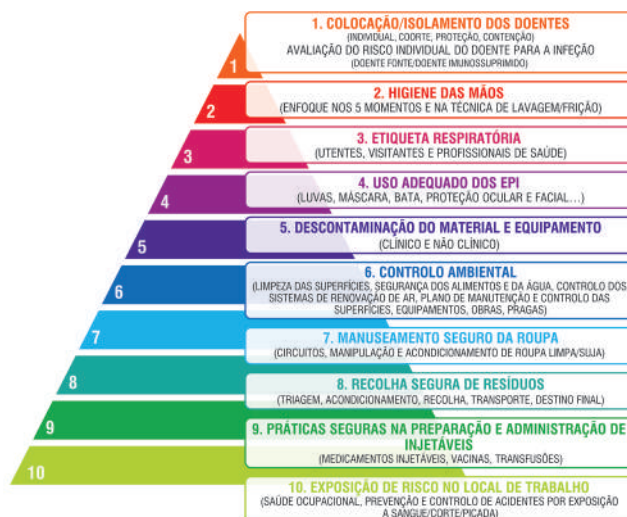 1. COLOCAÇÃO/ISOLAMENTO DOS DOENTES
(INDIVIDUAL, COORTE, PROTEÇÃO, CONTENÇÃO)
AVALIAÇÃO DO RISCO INDIVIDUAL DO DOENTE PARA A INFEÇÃO
(DOENTE FONTE/DOENTE IMUNOSSUPRIMIDO)
1
2. HIGIENE DAS MÃOS
(ENFOQUE NOS 5 MOMENTOS E NA TÉCNICA DE LAVAGEM/FRIÇÃO)
2
3. ETIQUETA RESPIRATÓRIA
(UTENTES, VISITANTES E PROFISSIONAIS DE SAÚDE)
3
4. USO ADEQUADO DOS EPI
(LUVAS, MÁSCARA, BATA, PROTEÇÃO OCULAR E FACIAL...)
4
5. DESCONTAMINAÇÃO DO MATERIAL E EQUIPAMENTO
(CLÍNICO E NÃO CLÍNICO)
5
6. CONTROLO AMBIENTAL
(LIMPEZA DAS SUPERFÍCIES, SEGURANÇA DOS ALIMENTOS E DA ÁGUA, CONTROLO DOS
SISTEMAS DE RENOVAÇÃO DE AR, PLANO DE MANUTENÇÃO E CONTROLO DAS
SUPERFÍCIES, EQUIPAMENTOS, OBRAS, PRAGAS)
6
7. MANUSEAMENTO SEGURO DA ROUPA
(CIRCUITOS, MANIPULAÇÃO E ACONDICIONAMENTO DE ROUPA LIMPA/SUJA)
7
8. RECOLHA SEGURA DE RESÍDUOS
(TRIAGEM, ACONDICIONAMENTO, RECOLHA, TRANSPORTE, DESTINO FINAL)
8
9. PRÁTICAS SEGURAS NA PREPARAÇÃO E ADMINISTRAÇÃO DE
INJETÁVEIS
(MEDICAMENTOS INJETÁVEIS, VACINAS, TRANSFUSÕES)
9
10. EXPOSIÇÃO DE RISCO NO LOCAL DE TRABALHO
(SAÚDE OCUPACIONAL, PREVENÇÃO E CONTROLO DE ACIDENTES POR EXPOSIÇÃO
A SANGUE/CORTE/PICADA)
10